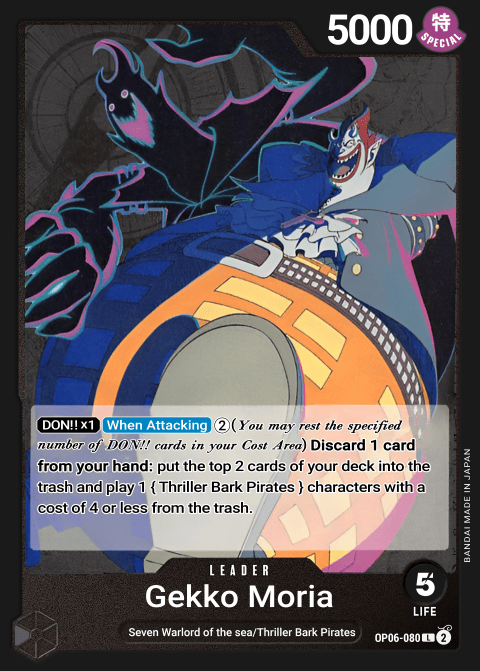 5000
特
SPECIAL
DON!!×1 When Attacking ② (You may rest the specified
number of DON!! cards in your Cost Area) Discard 1 card
from your hand: put the top 2 cards of your deck into the
trash and play 1 { Thriller Bark Pirates } characters with a
cost of 4 or less from the trash.
BANDAI MADE IN JAPAN
LEADER
Gekko Moria
5
LIFE
Seven Warlord of the sea/Thriller Bark Pirates
OP06-080 L 2